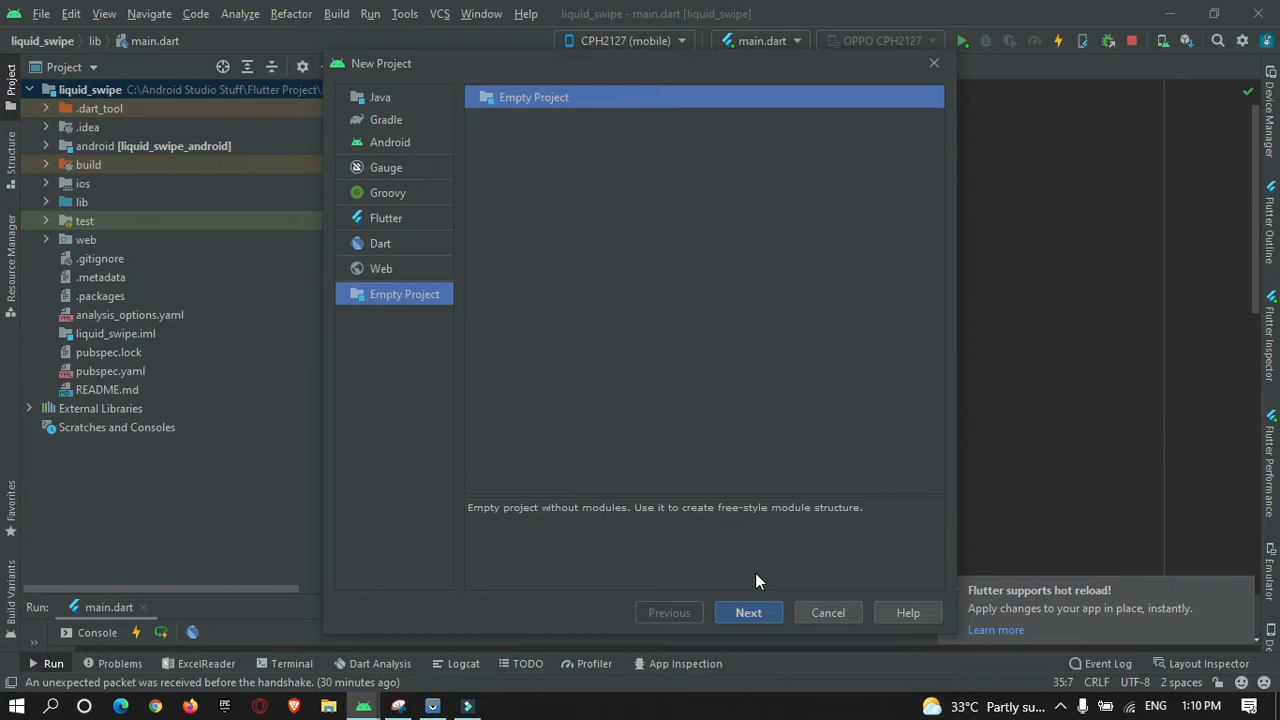 File Edit View Navigate Code Analyze Refactor Build Run Tools VCS Window Help liquid_swipe - main.dart [liquid_swipe]
liquid_swipe lib main.dart CPH2127 (mobile) main.dart OPPO CPH2127
Project
New Project
liquid_swipe C:\Android Studio Stuff\Flutter Project\
.dart_tool
.idea
android [liquid_swipe_android]
build
ios
lib
test
web
.gitignore
.metadata
.packages
analysis_options.yaml
liquid_swipe.iml
pubspec.lock
pubspec.yaml
README.md
External Libraries
Scratches and Consoles
Java
Gradle
Android
Gauge
Groovy
Flutter
Dart
Web
Empty Project
Empty Project
Empty project without modules. Use it to create free-style module structure.
Previous Next Cancel Help
Project
Structure
Resource Manager
Favorites
Build Variants
Device Manager
Flutter Outline
Flutter Inspector
Flutter Performance
Emulator
De
Flutter supports hot reload!
Apply changes to your app in place, instantly.
Learn more
Run: main.dart
Console
Run Problems ExcelReader Terminal Dart Analysis Logcat TODO Profiler App Inspection Event Log Layout Inspector
An unexpected packet was received before the handshake. (30 minutes ago) 35:7 CRLF UTF-8 2 spaces
33°C Partly su... ENG 1:10 PM